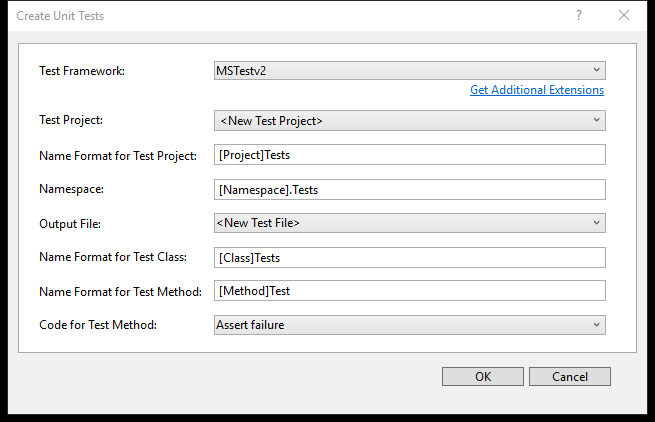 Create Unit Tests ?
Test Framework: MSTestv2
Get Additional Extensions
Test Project: <New Test Project>
Name Format for Test Project: [Project]Tests
Namespace: [Namespace].Tests
Output File: <New Test File>
Name Format for Test Class: [Class]Tests
Name Format for Test Method: [Method]Test
Code for Test Method: Assert failure
OK Cancel